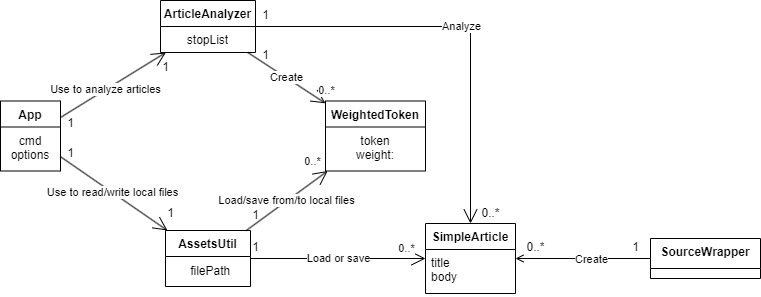 ArticleAnalyzer
1
Analyze
stopList
1
1
Create
Use to analyze articles
0..*
App
1
WeightedToken
cmd
options
token
weight:
1
0..*
Use to read/write local files
Load/save from/to local files
1
1
0..*
AssetsUtil
SimpleArticle
1
0..*
0..*
1
SourceWrapper
filePath
Load or save
title
body
Create